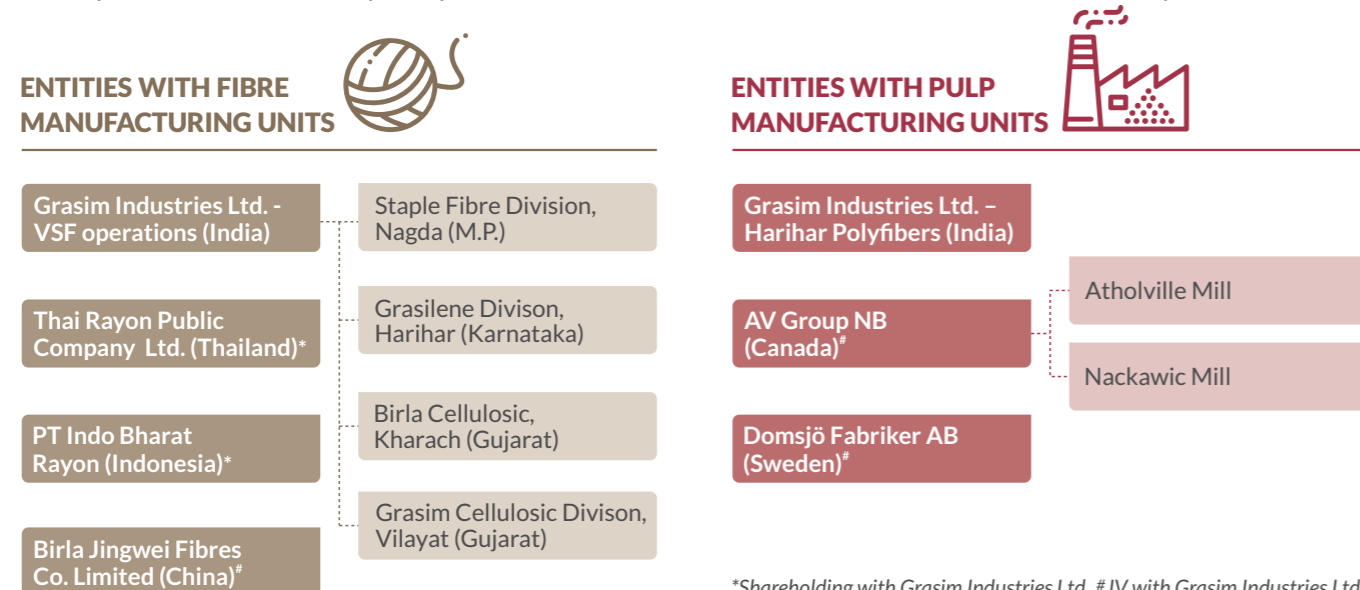 ENTITIES WITH FIBRE
MANUFACTURING UNITS
Grasim Industries Ltd. -
VSF operations (India)
Thai Rayon Public
Company Ltd. (Thailand)*
PT Indo Bharat
Rayon (Indonesia)*
Birla Jingwei Fibres
Co. Limited (China)#
Staple Fibre Division,
Nagda (M.P.)
Grasilene Divison,
Harihar (Karnataka)
Birla Cellulosic,
Kharach (Gujarat)
Grasim Cellulosic Divison,
Vilayat (Gujarat)
ENTITIES WITH PULP
MANUFACTURING UNITS
Grasim Industries Ltd. –
Harihar Polyfibers (India)
AV Group NB
(Canada)#
Domsjö Fabriker AB
(Sweden)#
Atholville Mill
Nackawic Mill
*Shareholding with Grasim Industries Ltd. # JV with Grasim Industries Ltd